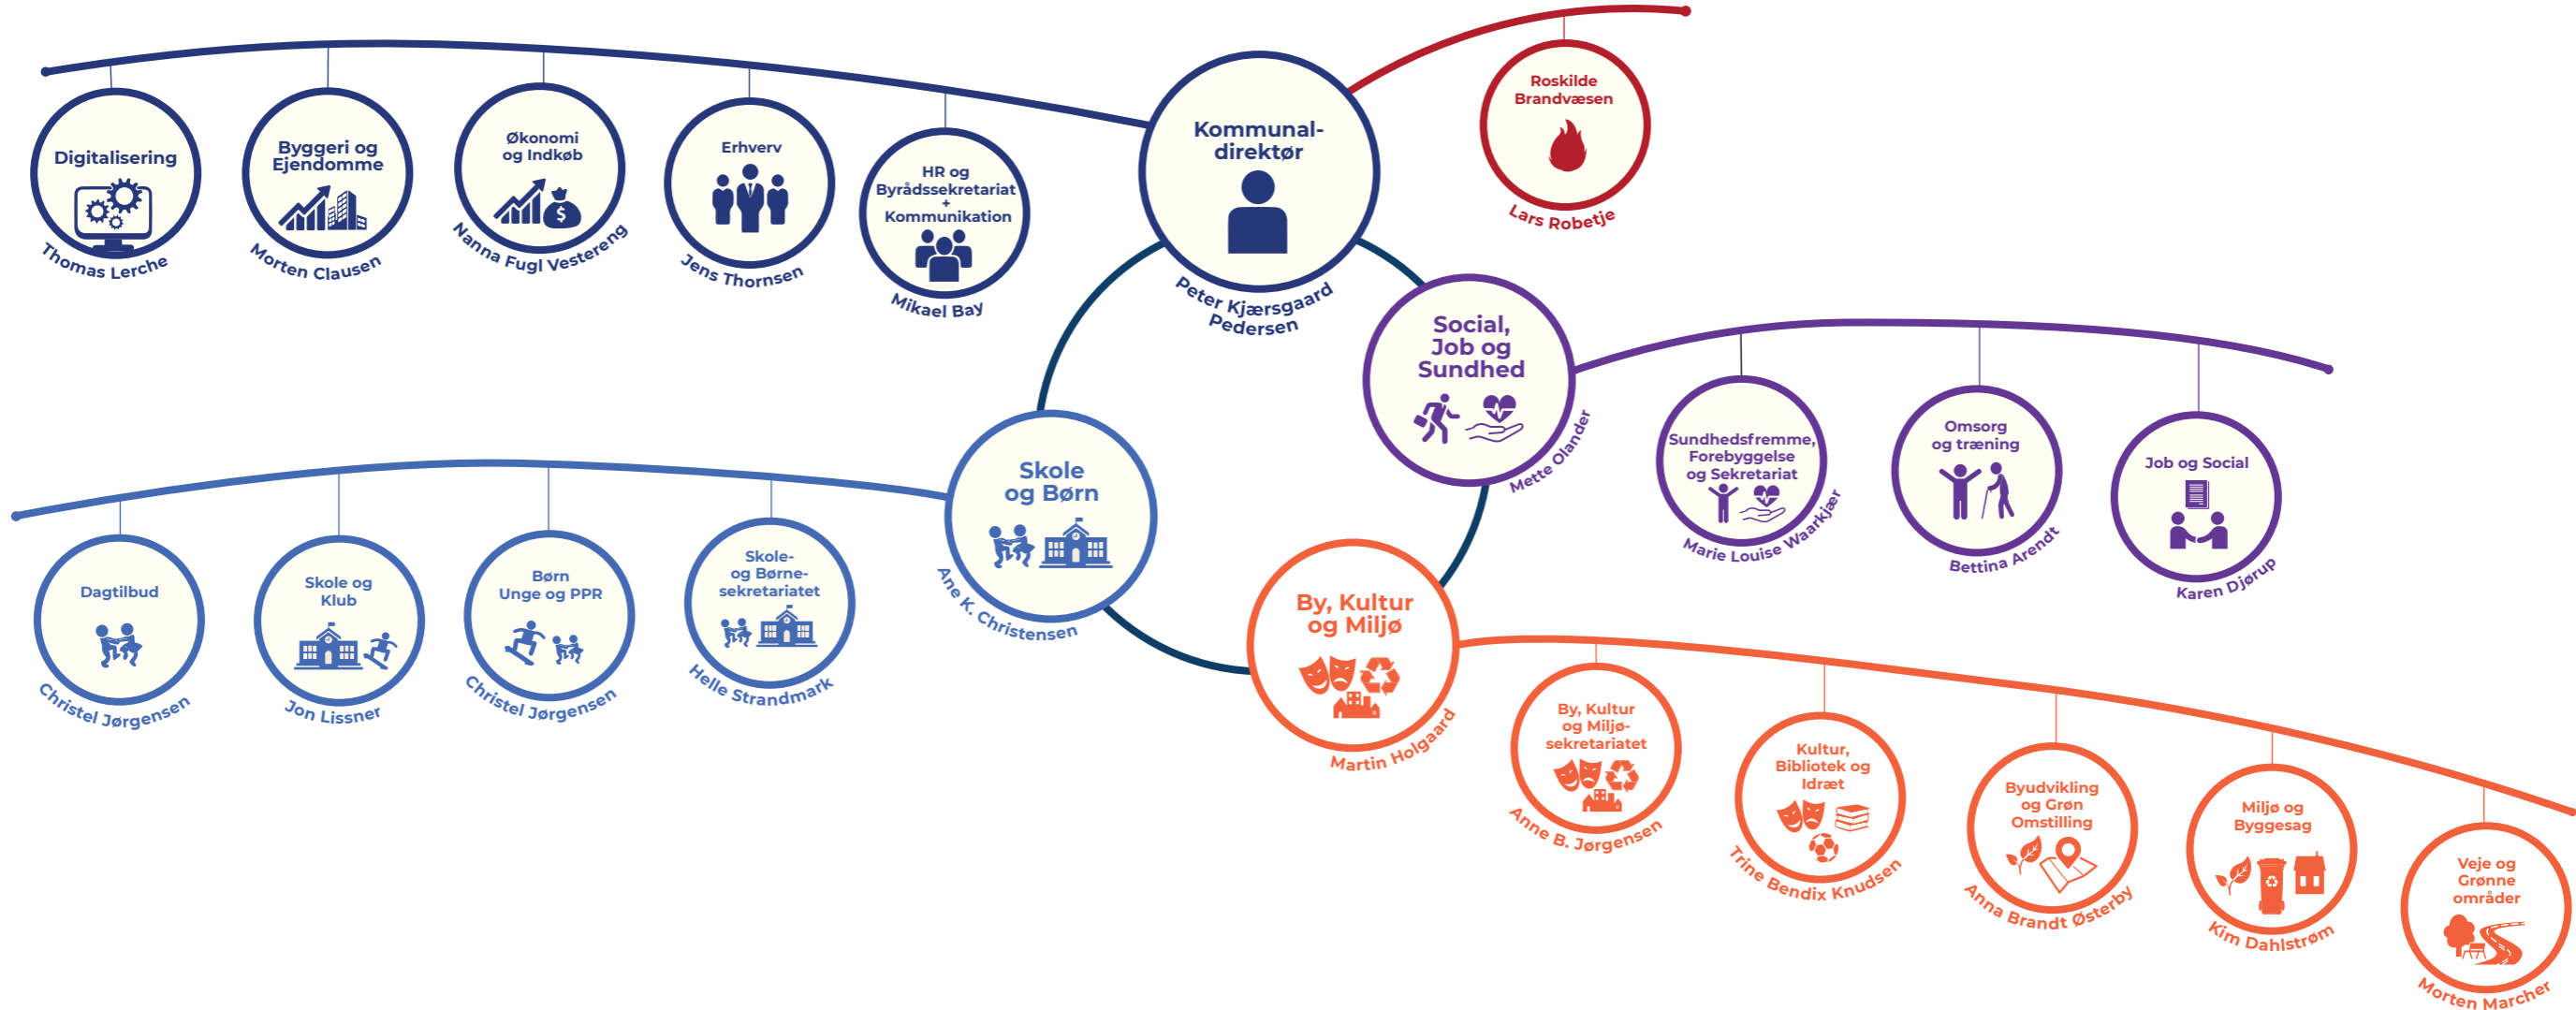 Digitalisering
Thomas Lerche
Byggeri og
Ejendomme
Morten Clausen
Økonomi
og Indkøb
$
Nanna Fugl Vestereng
Erhverv
Jens Thornsen
HR og
Byrådssekretariat
+
Kommunikation
Mikael Bay
Kommunal-
direktør
Peter Kjærsgaard
Pedersen
Roskilde
Brandvæsen
Lars Robetje
Social,
Job og
Sundhed
Mette Olander
Sundhedsfremme,
Forebyggelse
og Sekretariat
Marie Louise Waarkjær
Omsorg
og træning
Bettina Arendt
Job og Social
Karen Djørup
Skole
og Børn
Ane K. Christensen
Dagtilbud
Christel Jørgensen
Skole og
Klub
Jon Lissner
Børn
Unge og PPR
Christel Jørgensen
Skole-
og Børne-
sekretariatet
Helle Strandmark
By, Kultur
og Miljø
Martin Holgaard
By, Kultur
og Miljø-
sekretariatet
Anne B. Jørgensen
Kultur,
Bibliotek og
Idræt
Trine Bendix Knudsen
Byudvikling
og Grøn
Omstilling
Anna Brandt Østerby
Miljø og
Byggesag
Kim Dahlstrøm
Veje og
Grønne
områder
Morten Marcher